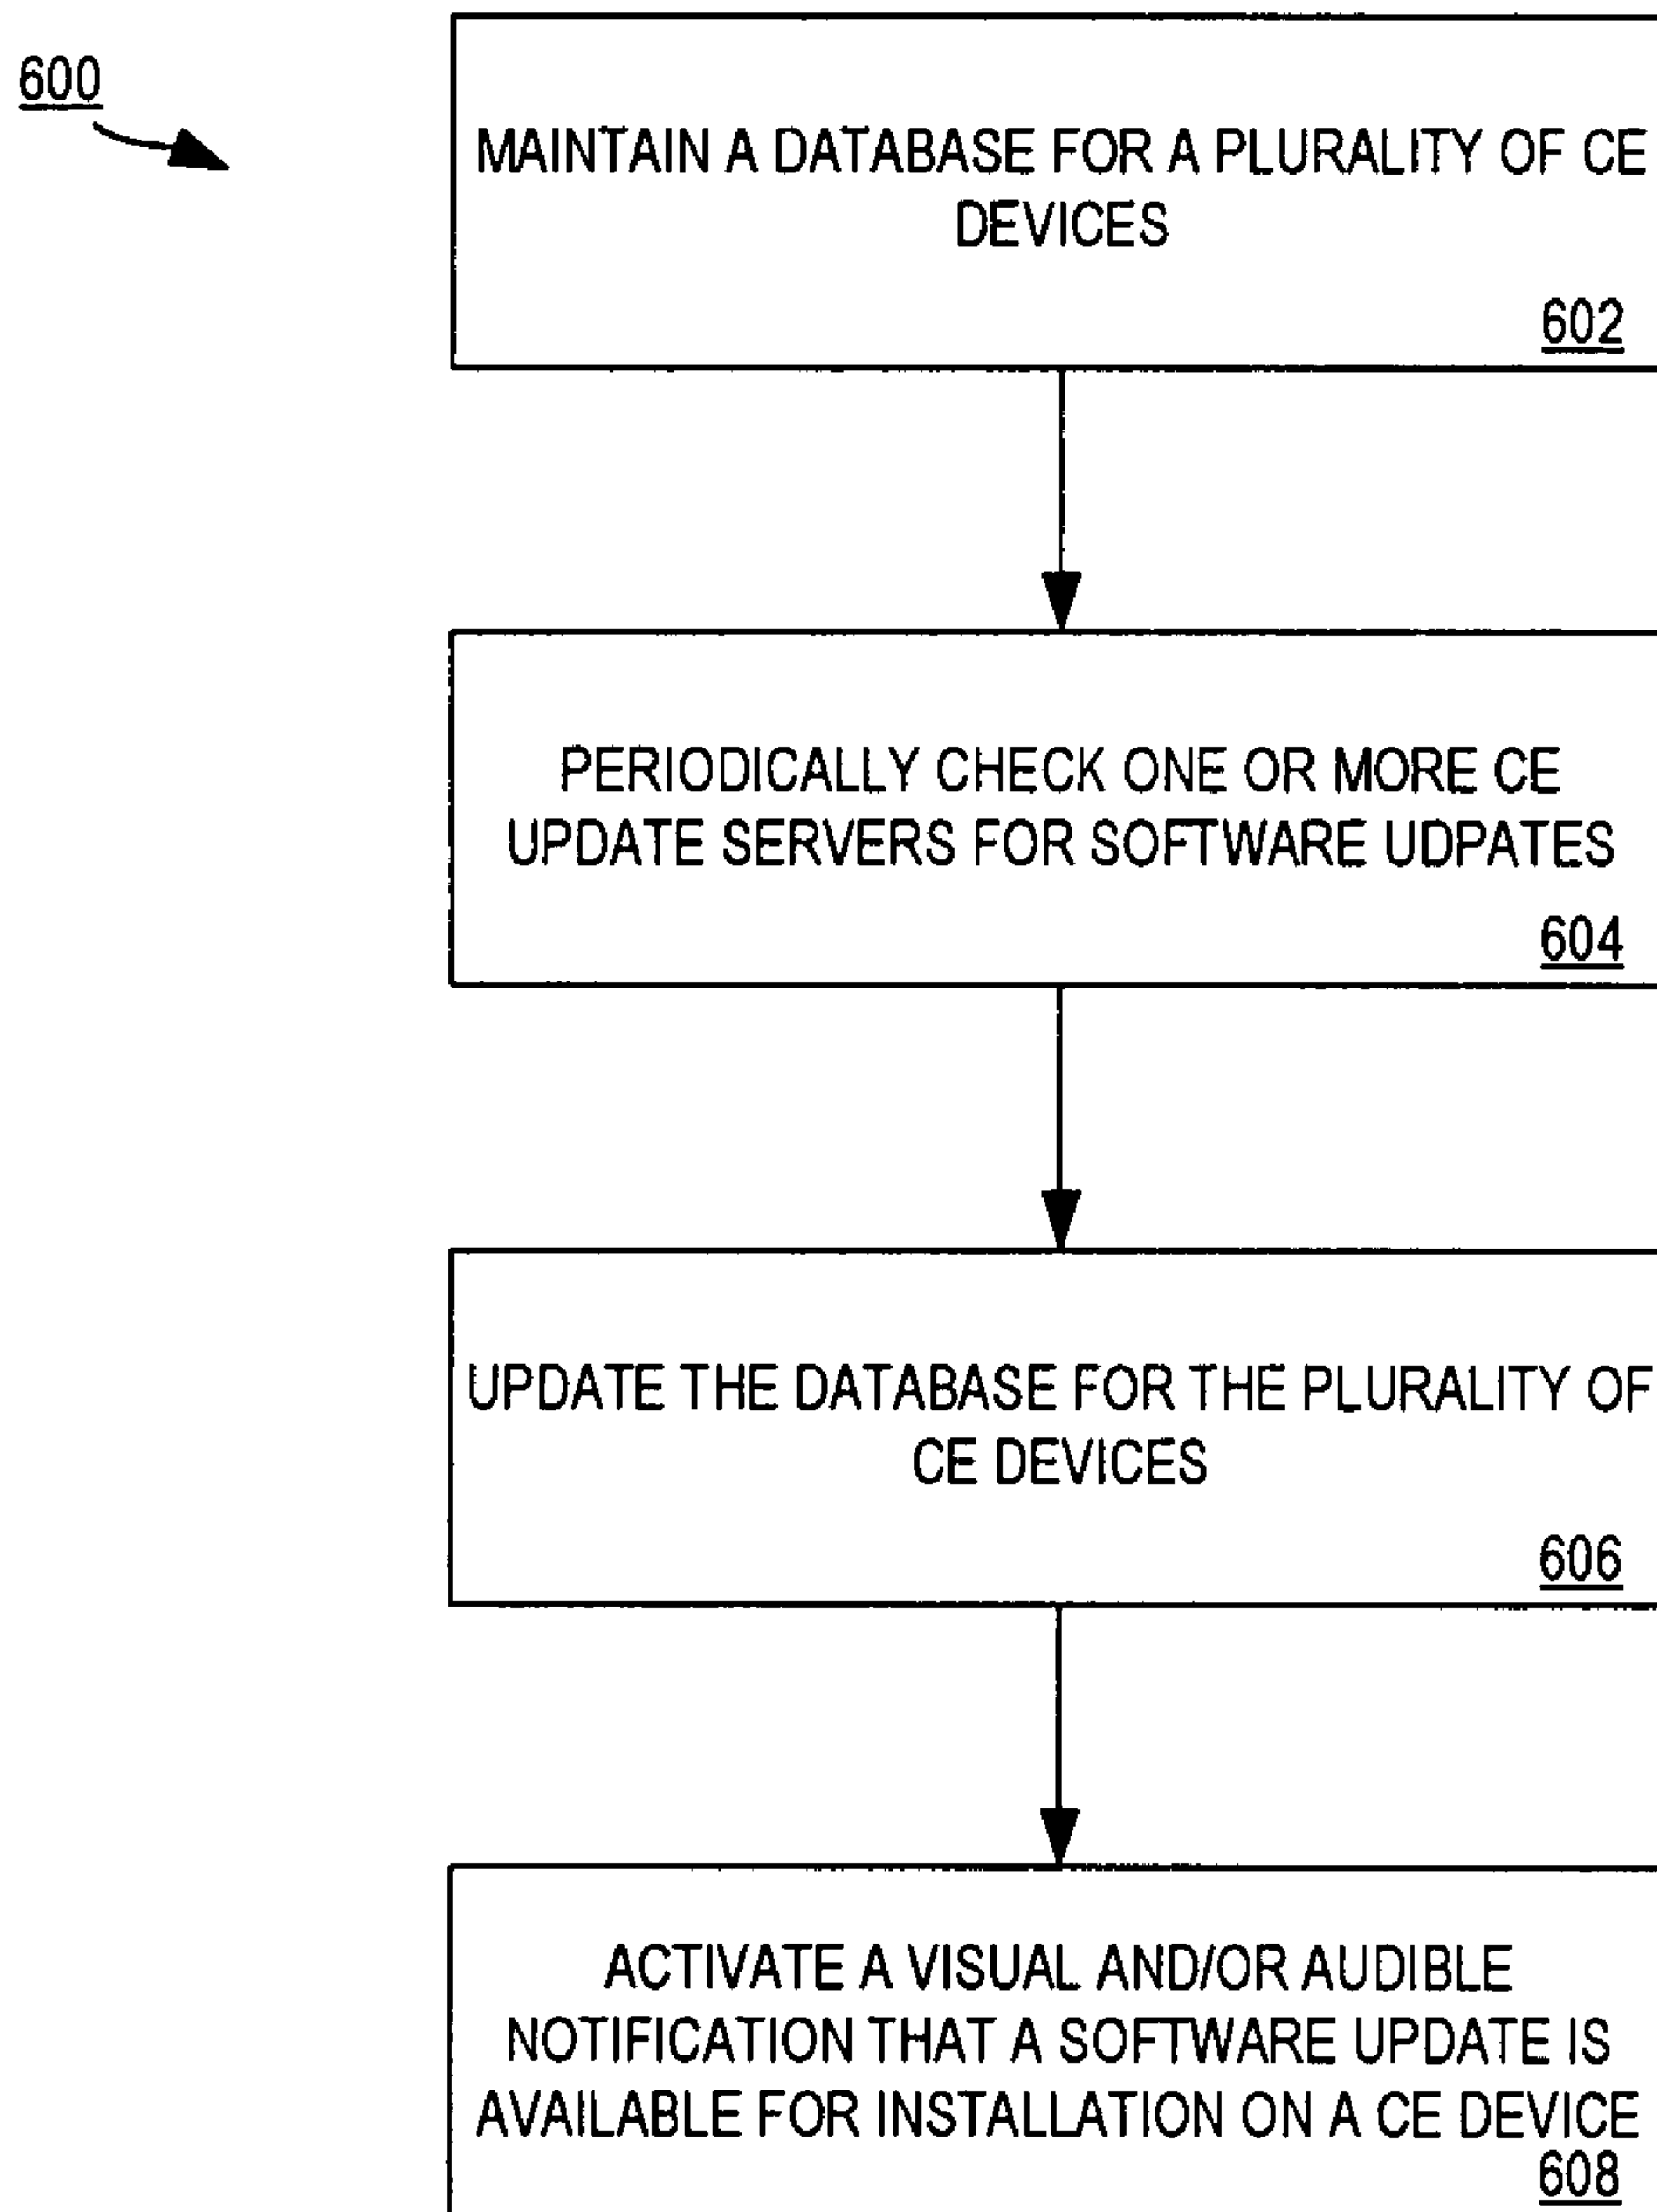 600
MAINTAIN A DATABASE FOR A PLURALITY OF CE
DEVICES
602
PERIODICALLY CHECK ONE OR MORE CE
UPDATE SERVERS FOR SOFTWARE UDPATES
604
UPDATE THE DATABASE FOR THE PLURALITY OF
CE DEVICES
606
ACTIVATE A VISUAL AND/OR AUDIBLE
NOTIFICATION THAT A SOFTWARE UPDATE IS
AVAILABLE FOR INSTALLATION ON A CE DEVICE
608